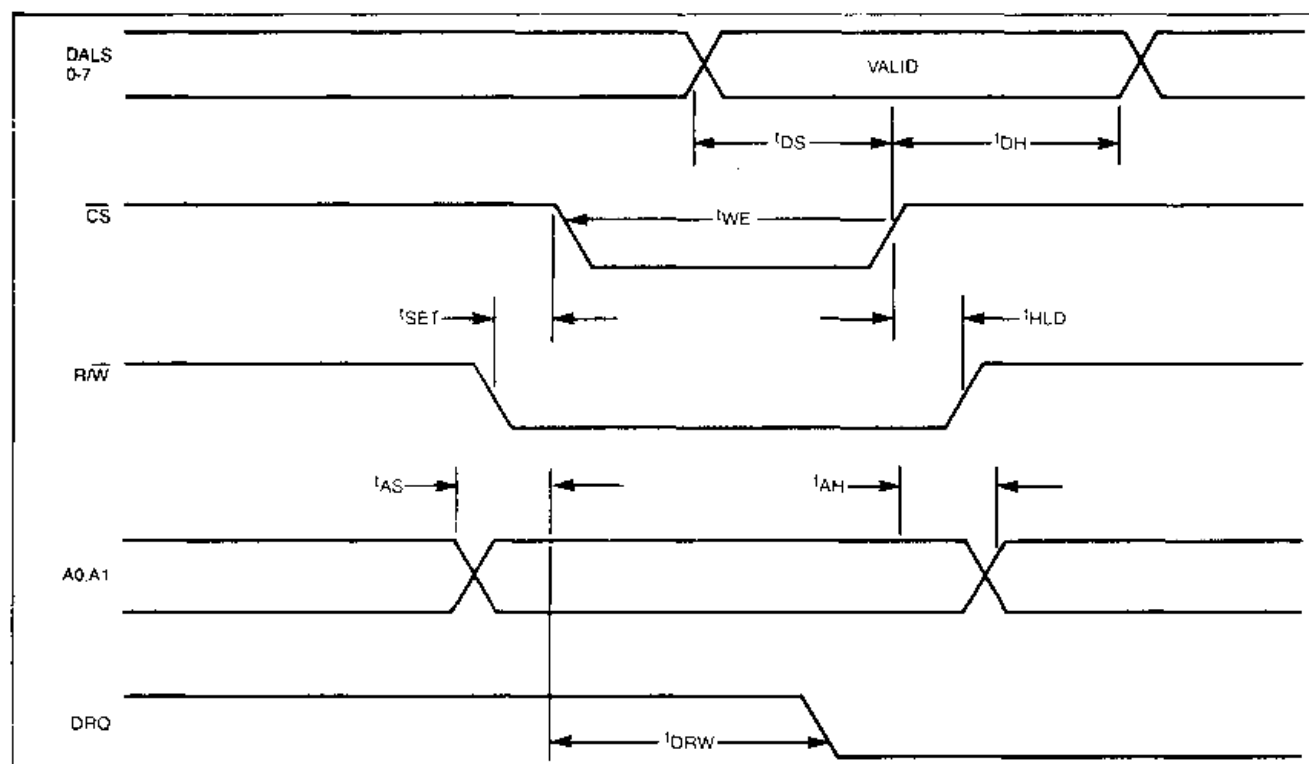 DALS
0-7
VALID
tDS
tDH
CS
tWE
tSET
tHLD
R/W
tAS
tAH
A0,A1
DRQ
tDRW